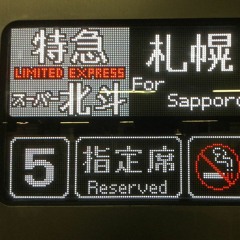 特急 札幌
LIMITED EXPRESS
For
スーパー北斗 Sapporo
5 指定席
Reserved